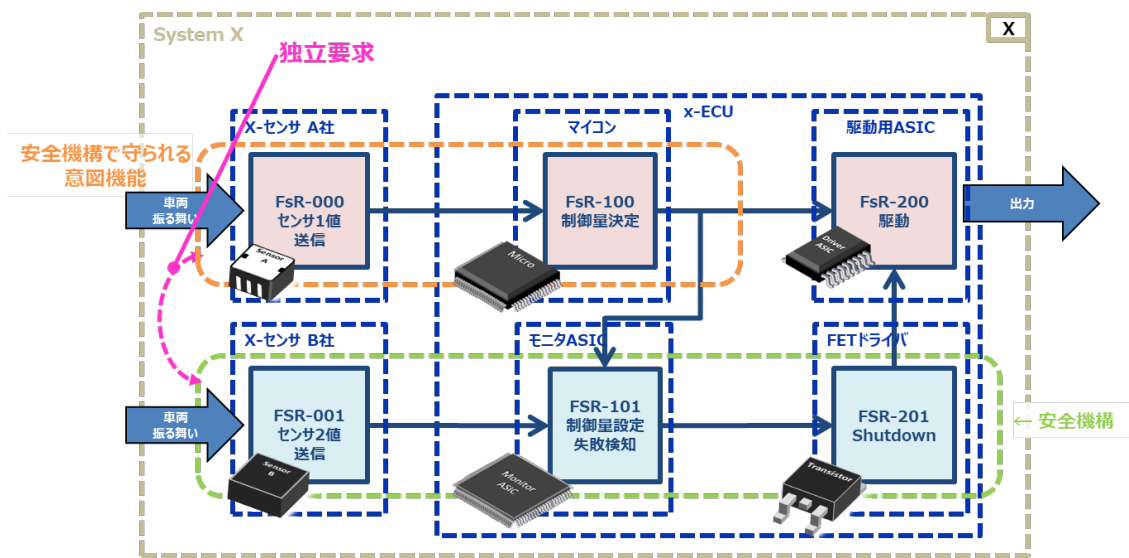 System X
X
独立要求
x-ECU
X-センサ A社
マイコン
駆動用ASIC
安全機構で守られる
意図機能
車両
振る舞い
FsR-000
センサ1値
送信
FsR-100
制御量決定
FsR-200
駆動
出力
Sensor
A
Micro
Driver
ASIC
X-センサ B社
モニタASIC
FETドライバ
車両
振る舞い
FSR-001
センサ2値
送信
FSR-101
制御量設定
失敗検知
FSR-201
Shutdown
←安全機構
Sensor
B
Monitor
ASIC
Transistor